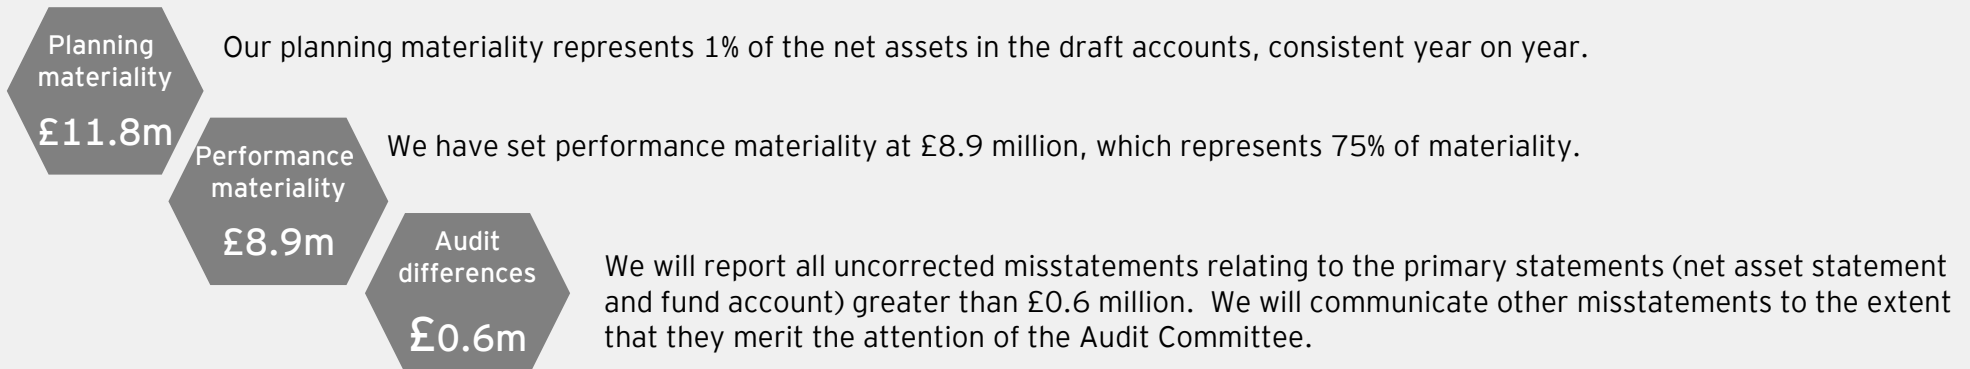 Planning
materiality
£11.8m
Our planning materiality represents 1% of the net assets in the draft accounts, consistent year on year.
Performance
materiality
£8.9m
We have set performance materiality at £8.9 million, which represents 75% of materiality.
Audit
differences
£0.6m
We will report all uncorrected misstatements relating to the primary statements (net asset statement
and fund account) greater than £0.6 million. We will communicate other misstatements to the extent
that they merit the attention of the Audit Committee.